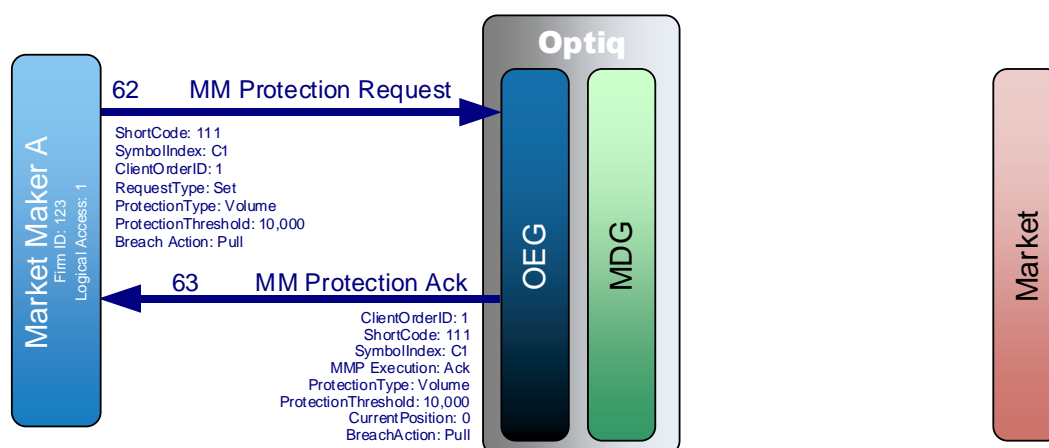 Optiq
Market Maker A
Firm ID: 123
Logical Access: 1
62 MM Protection Request
ShortCode: 111
SymbolIndex: C1
ClientOrderID: 1
RequestType: Set
ProtectionType: Volume
ProtectionThreshold: 10,000
Breach Action: Pull
63 MM Protection Ack
ClientOrderID: 1
ShortCode: 111
SymbolIndex: C1
MMP Execution: Ack
ProtectionType: Volume
ProtectionThreshold: 10,000
CurrentPosition: 0
BreachAction: Pull
OEG
MDG
Market